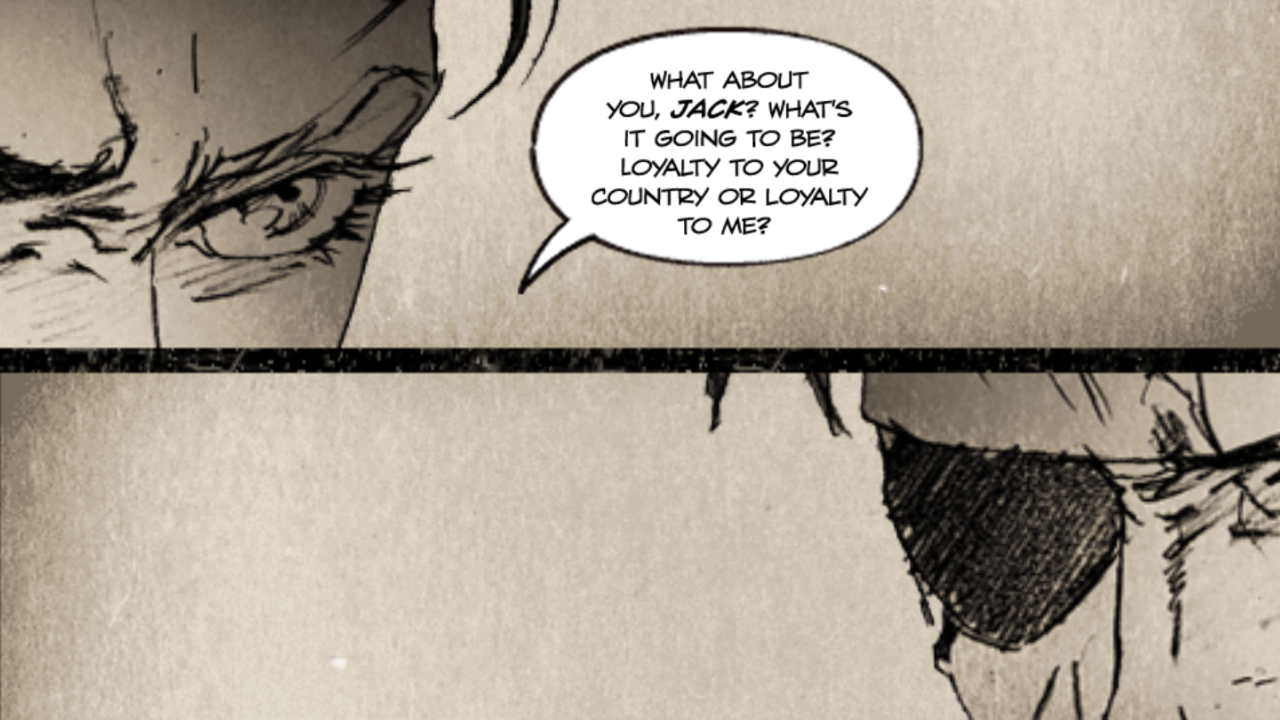 WHAT ABOUT
YOU, JACK? WHAT'S
IT GOING TO BE?
LOYALTY TO YOUR
COUNTRY OR LOYALTY
TO ME?